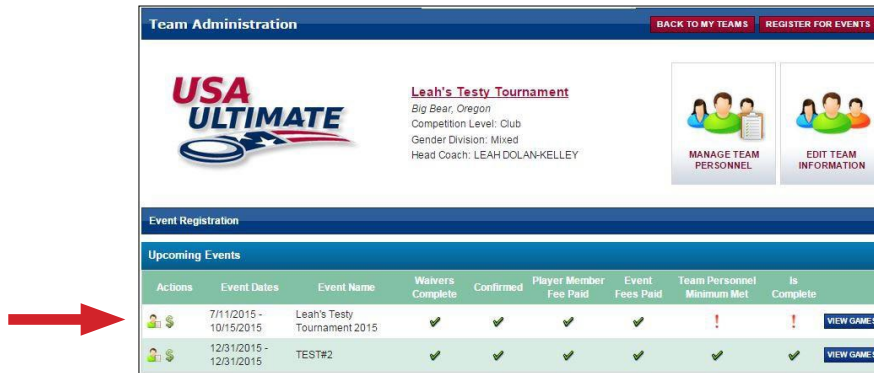 Team Administration
BACK TO MY TEAMS
REGISTER FOR EVENTS
USA
ULTIMATE
Leah's Testy Tournament
Big Bear, Oregon
Competition Level: Club
Gender Division: Mixed
Head Coach: LEAH DOLAN-KELLEY
MANAGE TEAM
PERSONNEL
EDIT TEAM
INFORMATION
Event Registration
Upcoming Events
Actions
Event Dates
Event Name
Waivers
Complete
Confirmed
Player Member
Fee Paid
Event
Fees Paid
Team Personnel
Minimum Met
Is
Complete
$
7/11/2015 -
10/15/2015
Leah's Testy
Tournament 2015
!
!
VIEW GAMES
$
12/31/2015 -
12/31/2015
TEST#2
VIEW GAMES